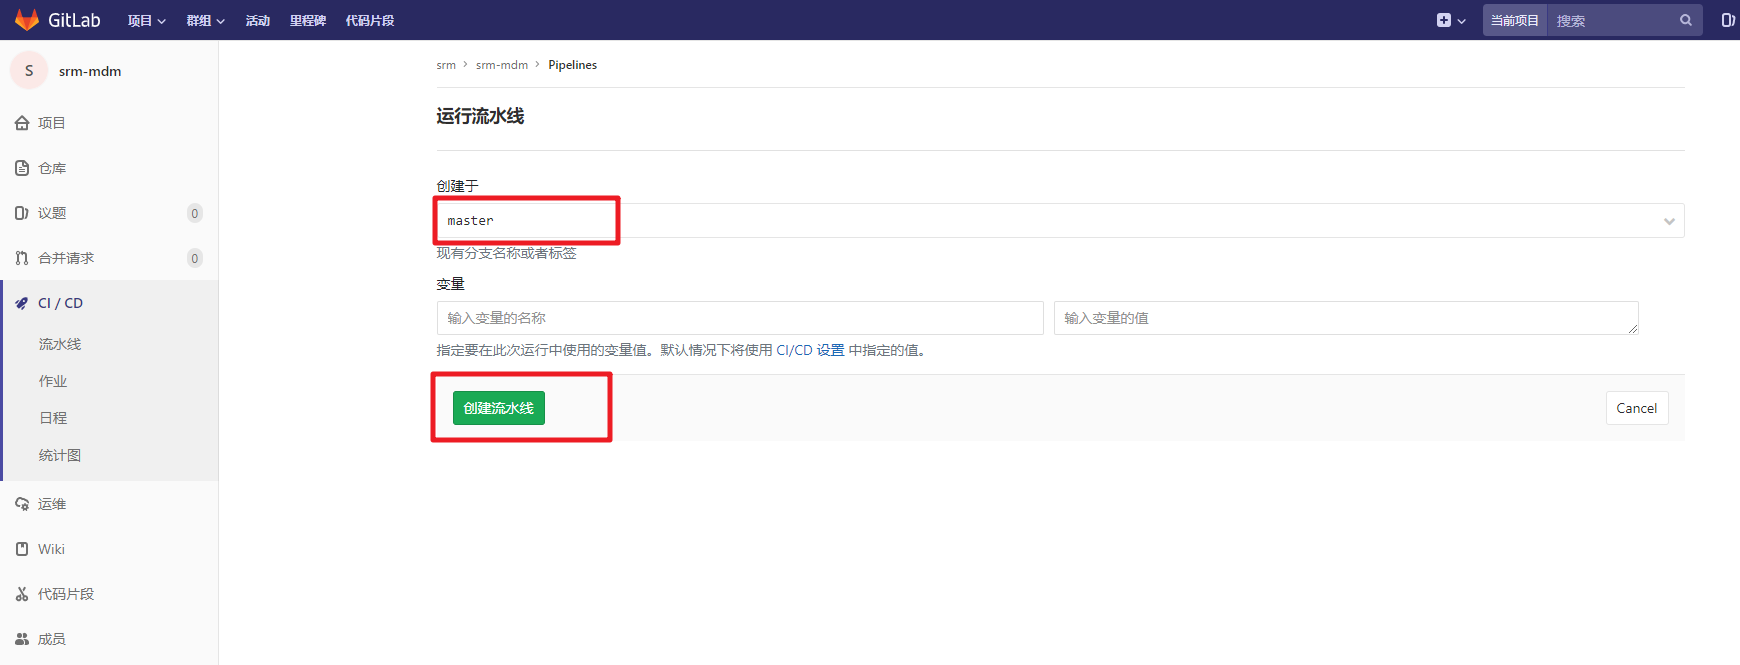 GitLab 项目 群组 活动 里程碑 代码片段 当前项目 搜索
S srm-mdm
项目
仓库
议题 0
合并请求 0
CI / CD
流水线
作业
日程
统计图
运维
Wiki
代码片段
成员
srm › srm-mdm › Pipelines
运行流水线
创建于
master
现有分支名称或者标签
变量
输入变量的名称 输入变量的值
指定要在此次运行中使用的变量值。默认情况下将使用 CI/CD 设置 中指定的值。
创建流水线 Cancel